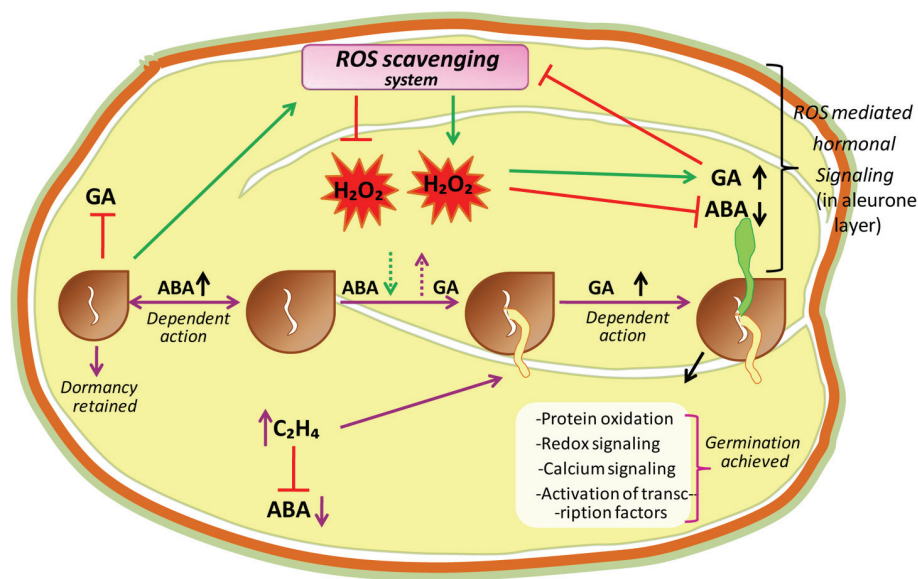 ROS scavenging
system
H₂O₂
H₂O₂
ROS mediated
hormonal
Signaling
(in aleurone
layer)
GA
ABA
GA
ABA
Dependent
action
ABA
GA
GA
Dependent
action
Dormancy
retained
C₂H₄
ABA
-Protein oxidation
-Redox signaling
-Calcium signaling
-Activation of transc-
-ription factors
Germination
achieved